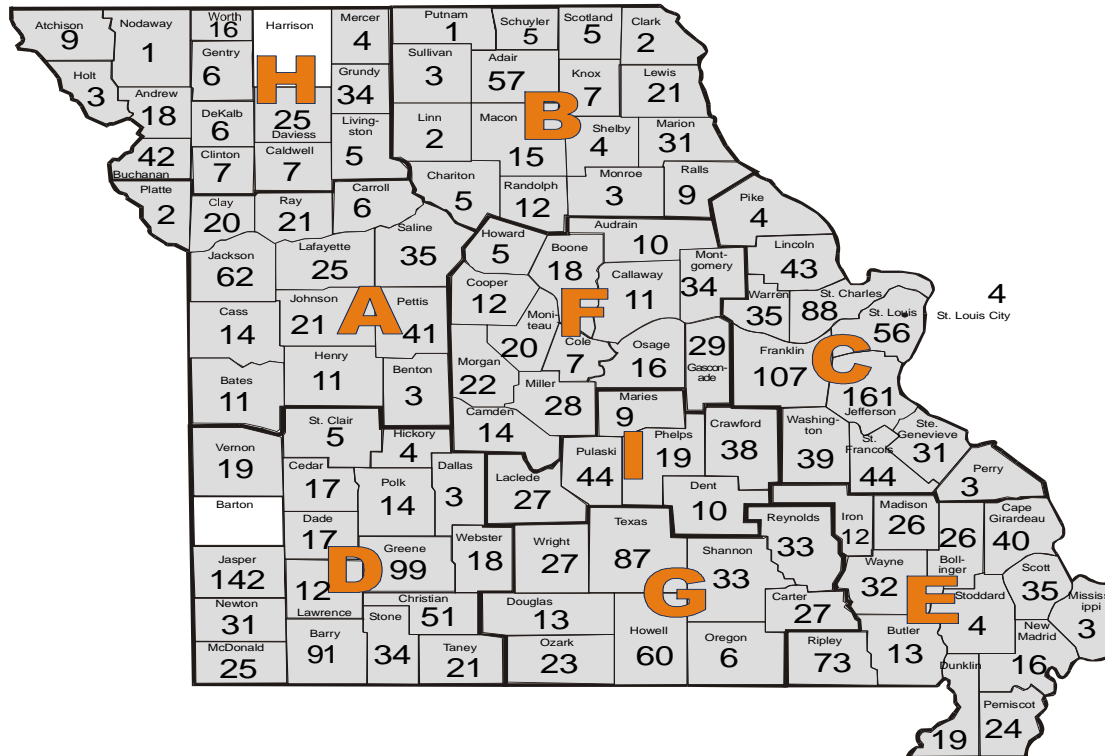 Atchison
9
Nodaway
1
Worth
16
Harrison
Mercer
4
Putnam
1
Schuyler
5
Scotland
5
Clark
2
Holt
3
Andrew
18
Gentry
6
H
25
Daviess
Grundy
34
Sullivan
3
Adair
57
Knox
7
Lewis
21
DeKalb
6
Living-
ston
5
Linn
2
Macon
15
B
Shelby
4
Marion
31
42
Buchanan
Clinton
7
Caldwell
7
Chariton
5
Randolph
12
Monroe
3
Ralls
9
Platte
2
Clay
20
Ray
21
Carroll
6
Saline
35
Howard
5
Boone
18
Audrain
10
Pike
4
Jackson
62
Lafayette
25
Cooper
12
Callaway
11
Mont-
gomery
34
Lincoln
43
Warren
35
St. Charles
88
St. Louis
56
4
St. Louis City
Cass
14
Johnson
21
A
Pettis
41
Moni-
teau
20
F
Cole
7
Osage
16
29
Gascon-
ade
Franklin
107
C
161
Jefferson
Bates
11
Henry
11
Benton
3
Morgan
22
Miller
28
Camden
14
Maries
9
I
Phelps
19
Crawford
38
Washing-
ton
39
St.
Francois
44
Ste.
Genevieve
31
Perry
3
Vernon
19
St. Clair
5
Hickory
4
Pulaski
44
Laclede
27
Dent
10
Barton
Cedar
17
Polk
14
Dallas
3
Texas
87
Reynolds
33
Iron
12
Madison
26
26
Boll-
inger
Cape
Girardeau
40
Dade
17
Greene
99
Webster
18
Wright
27
Shannon
33
Wayne
32
E
Stoddard
4
Scott
35
Mississ
ippi
3
Jasper
142
12
Lawrence
D
Christian
51
Douglas
13
G
Carter
27
Newton
31
Barry
91
Stone
34
Taney
21
Ozark
23
Howell
60
Oregon
6
Ripley
73
Butler
13
New
Madrid
16
McDonald
25
Dunklin
19
Pemiscot
24